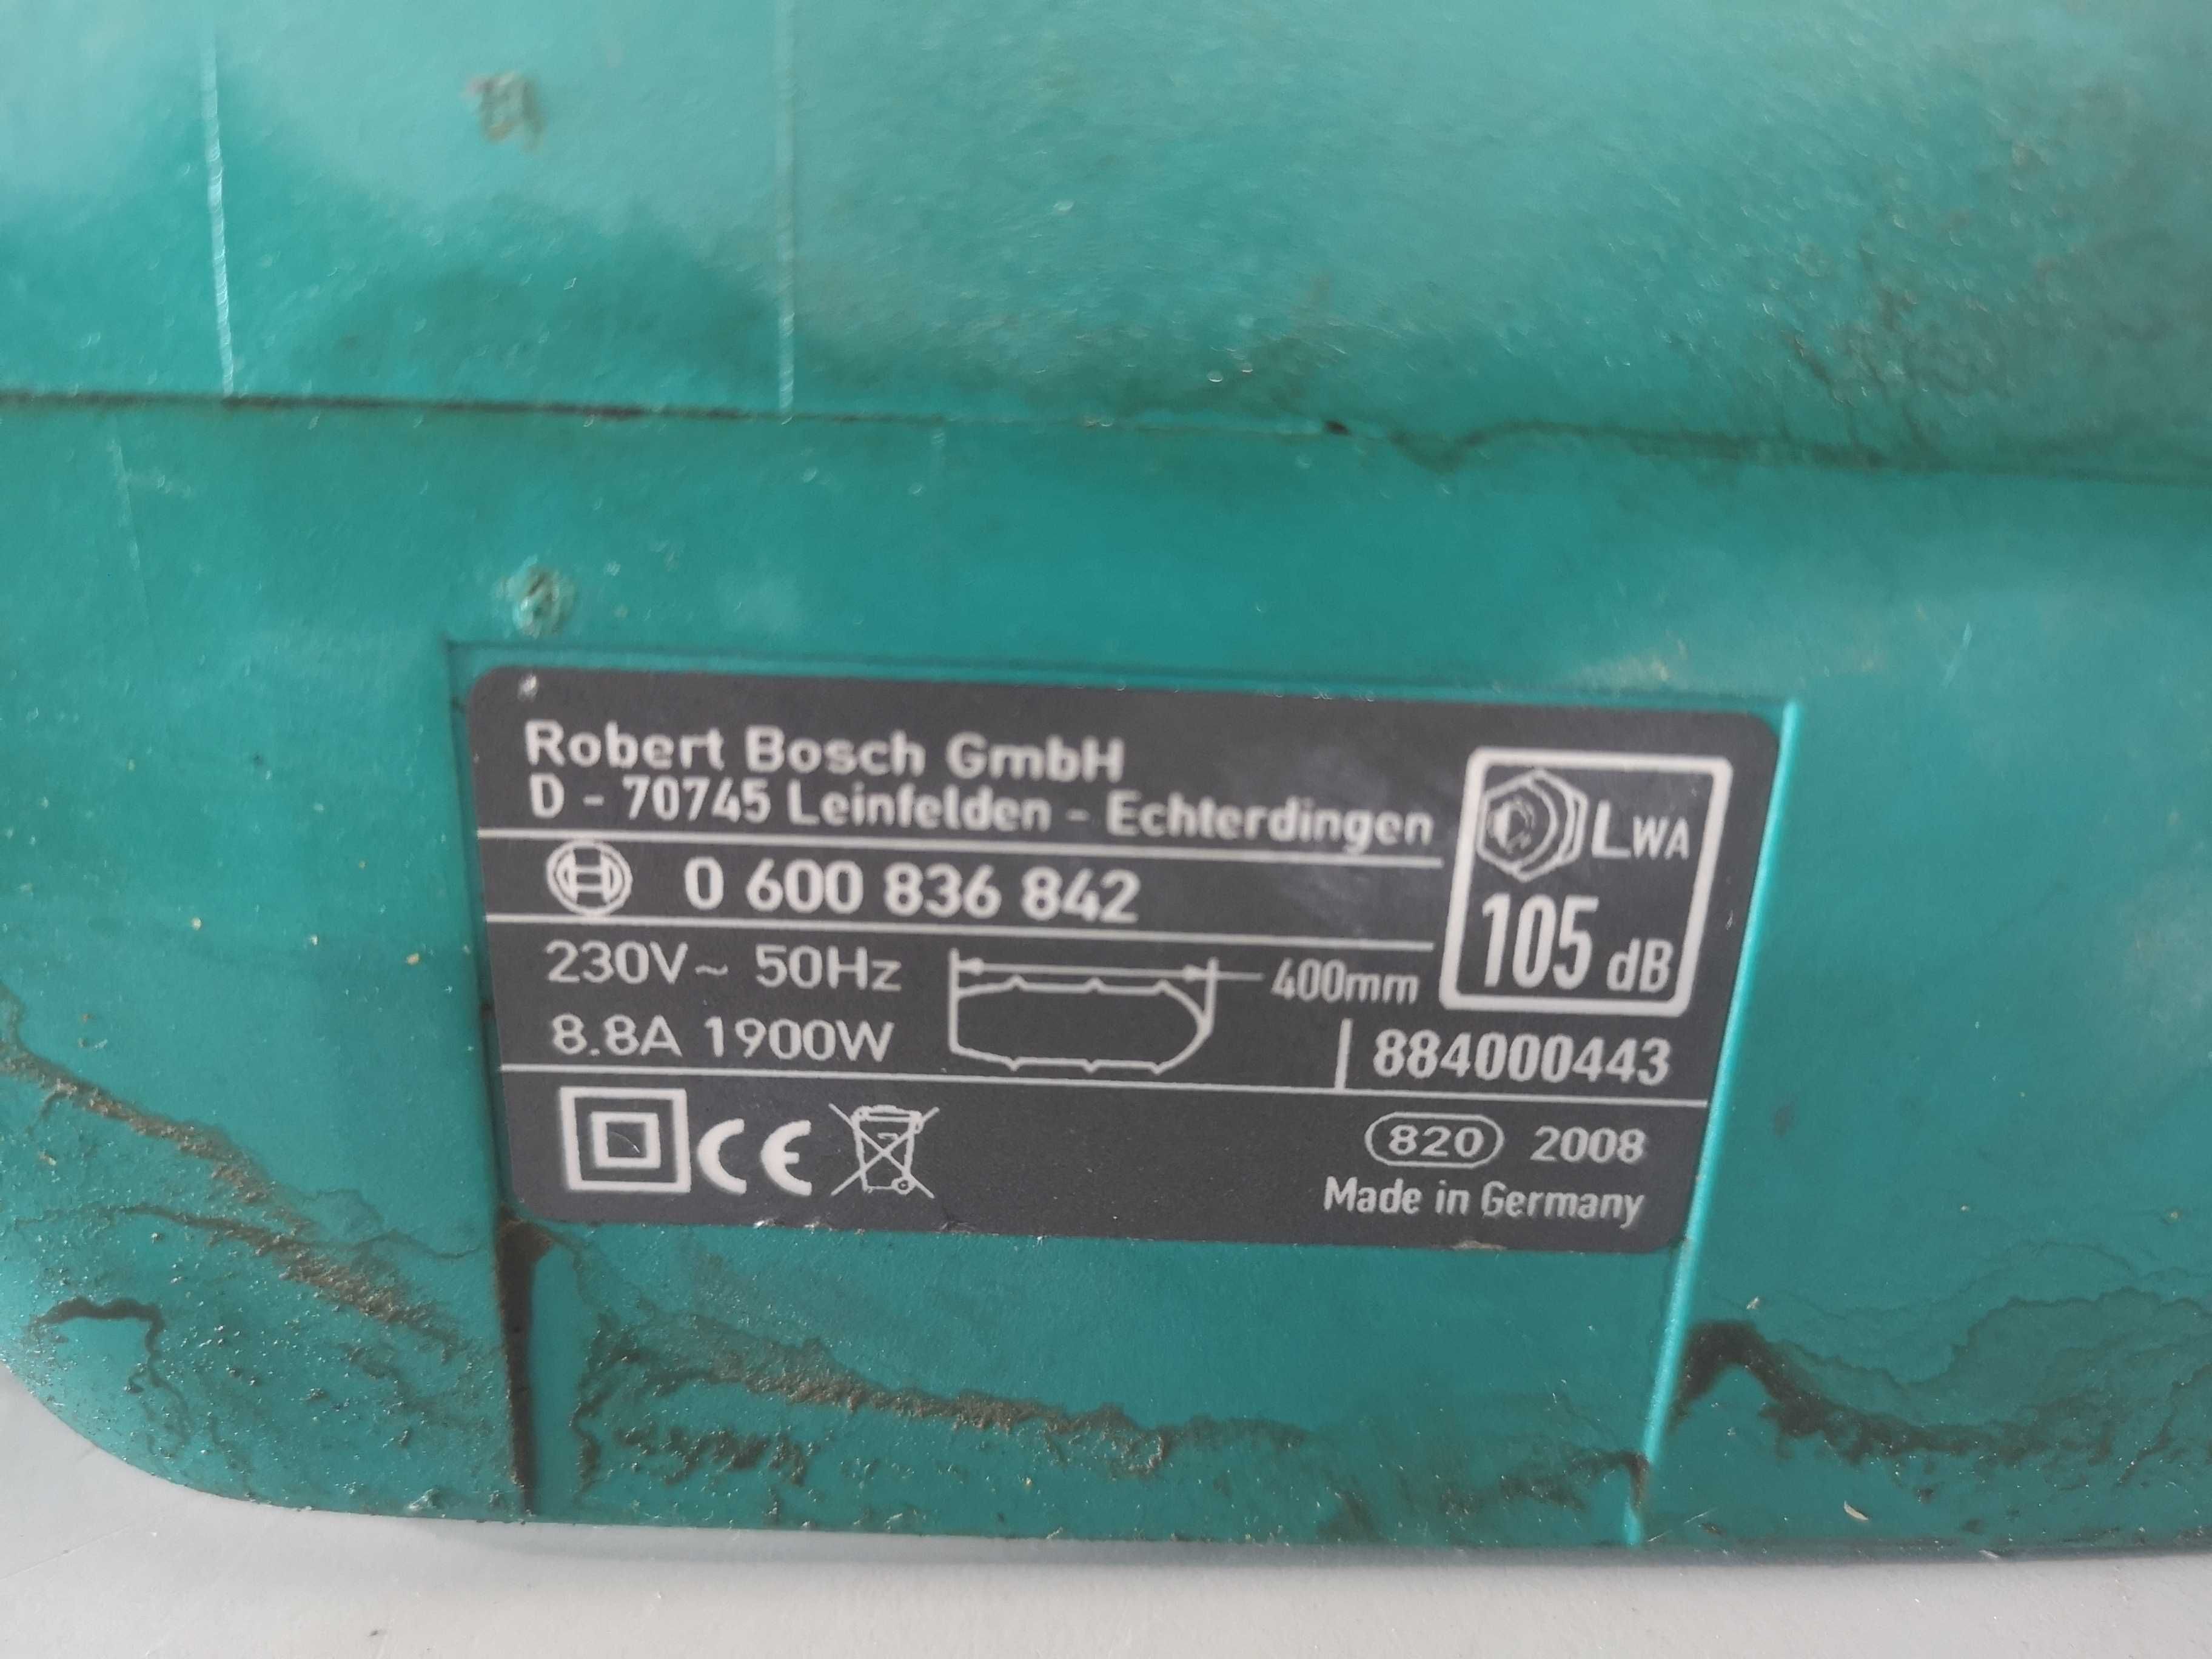 Robert Bosch GmbH
D - 70745 Leinfelden - Echterdingen
0 600 836 842
LWA
105 dB
230V~ 50Hz
400mm
8.8A 1900W
884000443
CE
820 2008
Made in Germany